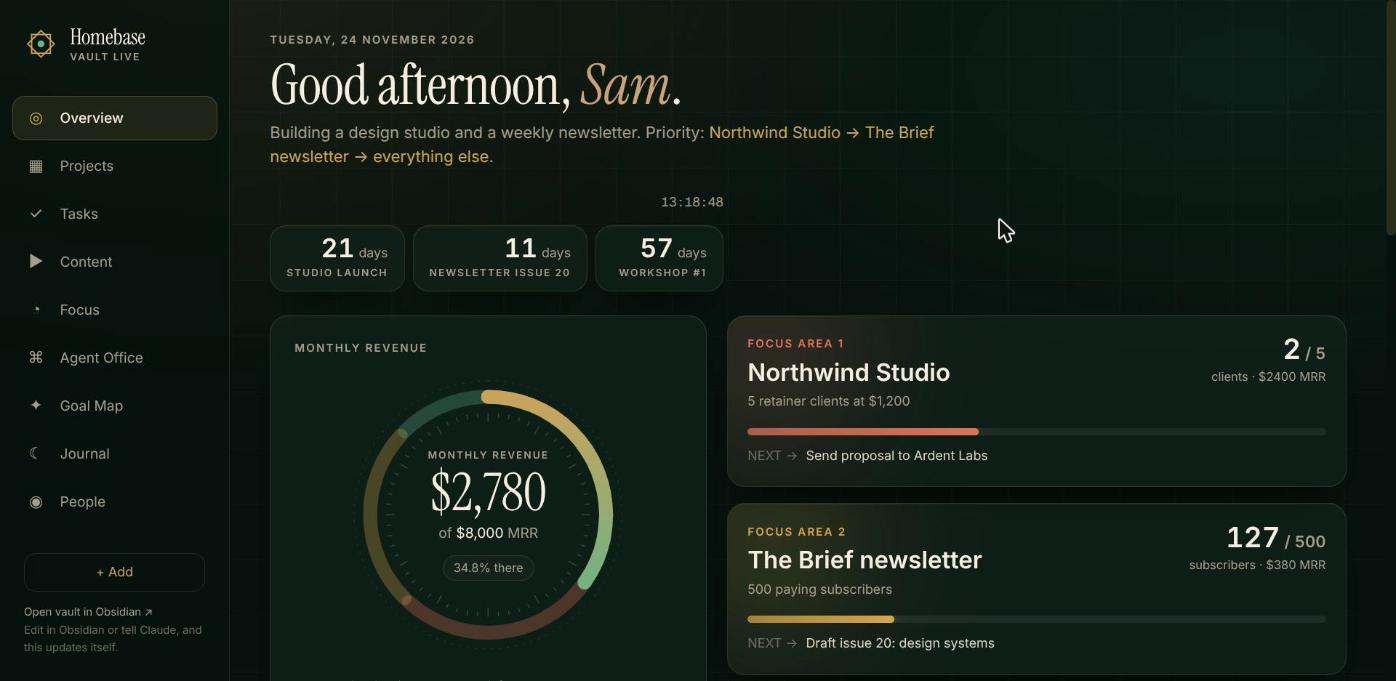 Homebase
VAULT LIVE
Overview
Projects
Tasks
Content
Focus
Agent Office
Goal Map
Journal
People
+ Add
Open vault in Obsidian ↗
Edit in Obsidian or tell Claude, and
this updates itself.
TUESDAY, 24 NOVEMBER 2026
Good afternoon, Sam.
Building a design studio and a weekly newsletter. Priority: Northwind Studio → The Brief
newsletter → everything else.
13:18:48
21 days
STUDIO LAUNCH
11 days
NEWSLETTER ISSUE 20
57 days
WORKSHOP #1
MONTHLY REVENUE
MONTHLY REVENUE
$2,780
of $8,000 MRR
34.8% there
FOCUS AREA 1
2 / 5
Northwind Studio
clients · $2400 MRR
5 retainer clients at $1,200
NEXT → Send proposal to Ardent Labs
FOCUS AREA 2
127 / 500
The Brief newsletter
subscribers · $380 MRR
500 paying subscribers
NEXT → Draft issue 20: design systems